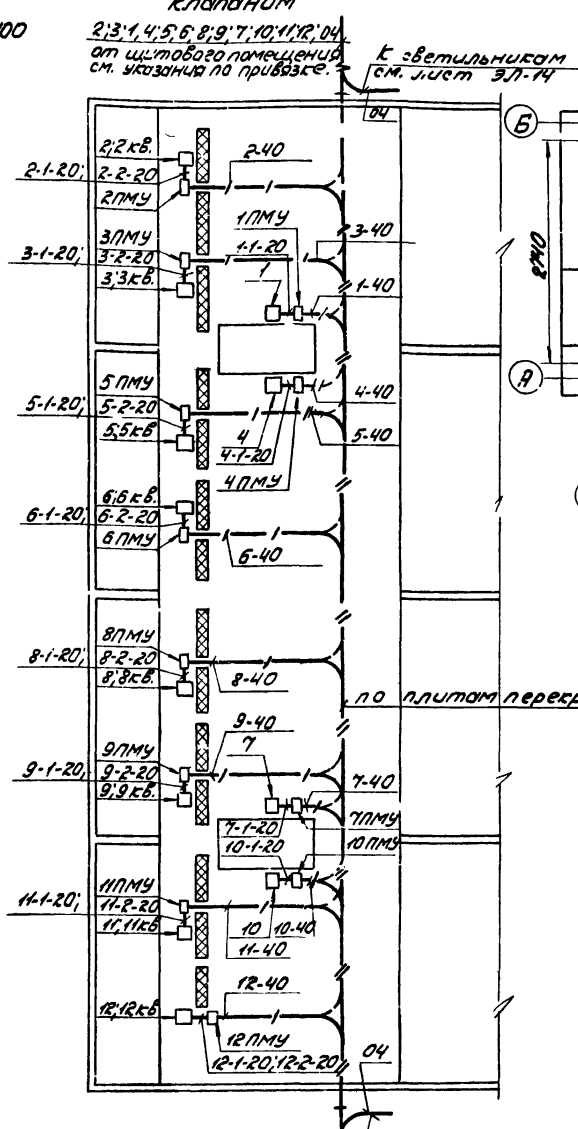 клапаним
00
2;3;1,4;5,6,8;9;7;10;11;12;04
от щитового помещения
см. указания по привязке.
К светильникам
см. лист ЭЛ-14
04
Б
2;2кв.
2-1-20; 2-2-20
2ПМУ
2-40
1ПМУ
3ПМУ
3-1-20; 3-2-20
3;3кв.
1-1-20
3-40
1
1-40
2740
А
5ПМУ
5-1-20; 5-2-20
5;5кв
4
4-1-20
4ПМУ
4-40
5-40
6;6кв.
6-1-20; 6-2-20
6ПМУ
6-40
8ПМУ
8-1-20; 8-2-20
8;8кв.
8-40
по плитам перекр
9-40
7
9ПМУ
9-1-20, 9-2-20
9;9кв.
7-40
7-1-20
7ПМУ
10-1-20
10ПМУ
11ПМУ
11-1-20; 11-2-20
11;11кв
10
10-40
11-40
12-40
12;12кв
12ПМУ
12-1-20;12-2-20
04